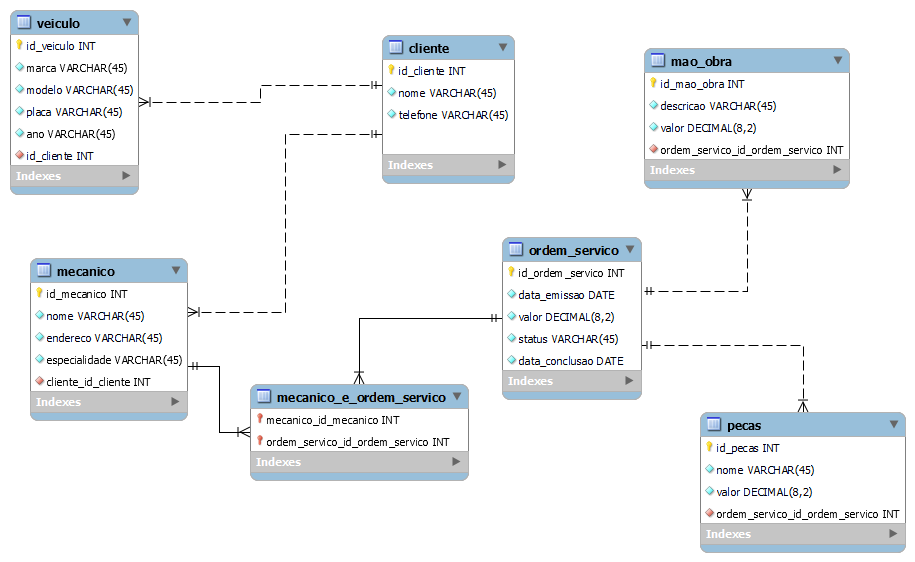 veiculo
id_veiculo INT
marca VARCHAR(45)
modelo VARCHAR(45)
placa VARCHAR(45)
ano VARCHAR(45)
id_cliente INT
Indexes
cliente
id_cliente INT
nome VARCHAR(45)
telefone VARCHAR(45)
Indexes
mao_obra
id_mao_obra INT
descricao VARCHAR(45)
valor DECIMAL(8,2)
ordem_servico_id_ordem_servico INT
Indexes
mecanico
id_mecanico INT
nome VARCHAR(45)
endereco VARCHAR(45)
especialidade VARCHAR(45)
cliente_id_cliente INT
Indexes
ordem_servico
id_ordem_servico INT
data_emissao DATE
valor DECIMAL(8,2)
status VARCHAR(45)
data_conclusao DATE
Indexes
mecanico_e_ordem_servico
mecanico_id_mecanico INT
ordem_servico_id_ordem_servico INT
Indexes
pecas
id_pecas INT
nome VARCHAR(45)
valor DECIMAL(8,2)
ordem_servico_id_ordem_servico INT
Indexes